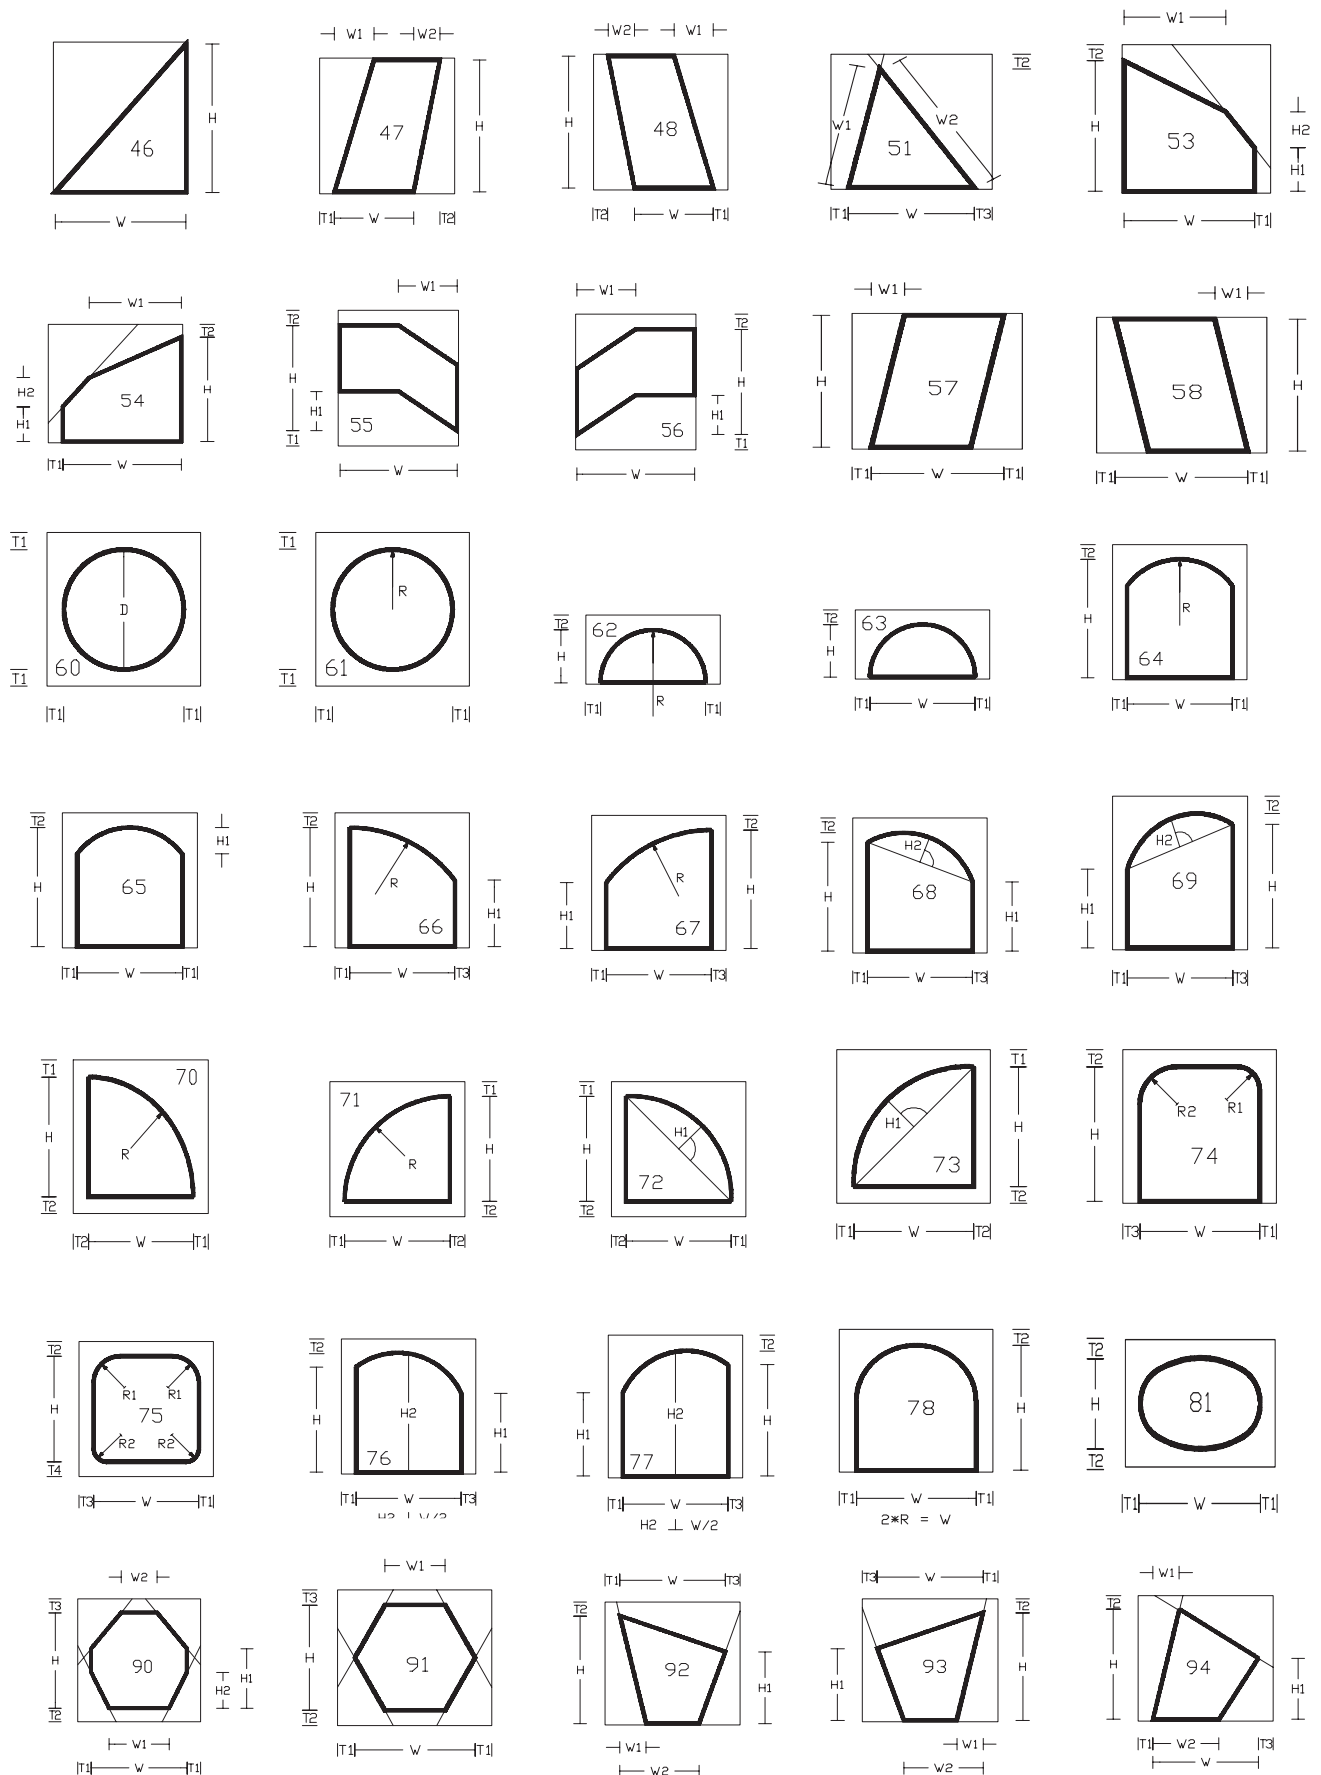 W1
W1 W2
W2 W1
T2
T2
46 H
47 H
H 48
W1 51 W2
H 53 H2 H1
W
T1 W T2
T2 W T1
T1 W T3
W T1
W1
W1
W1
W1
W1
H2 H1 54 T2 H
T2 H T1 55 H1
56 T2 H T1 H1
H 57
58 H
T1 W
W
W
T1 W T1
T1 W T1
T1 D 60 T1
T1 R 61 T1
T2 H 62 R
T2 H 63
T2 H R 64
T1 T1
T1 T1
T1 T1
T1 W T1
T1 W T1
T2 H 65 H1
T2 H R 66 H1
H1 R 67 T2 H
T2 H H2 68 H1
H1 H2 69 T2 H
T1 W T1
T1 W T3
T1 W T3
T1 W T3
T1 W T3
T1 H T2 70 R
71 R T1 H T2
T1 H T2 H1 72
H1 73 T1 H T2
T2 H R2 R1 74
T2 W T1
T1 W T2
T2 W T1
T1 W T2
T3 W T1
T2 H T4 R1 R1 75 R2 R2
T2 H H2 76 H1
H1 H2 77 T2 H
78 T2 H
T2 H T2 81
T3 W T1
T1 W T3
T1 W T3
T1 W T1
T1 W T1
H2 ⊥ W/2
H2 ⊥ W/2
2*R = W
W2
W1
T1 W T3
T3 W T1
W1
T3 H T2 90 H1 H2
T3 H T2 91
T2 H 92 H1
H1 93 T2 H
T2 H 94 H1
W1
T1 W T1
T1 W T1
W1
W2
W1
W2
T1 W2 T3
W